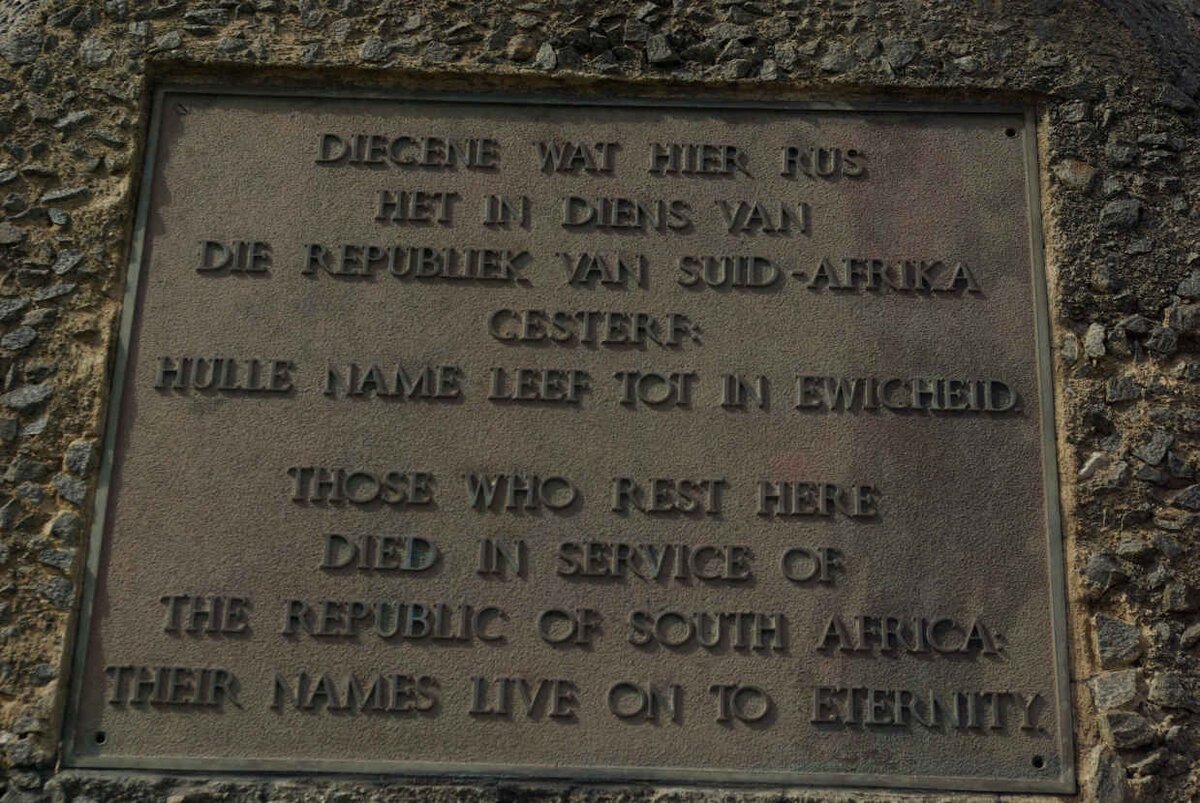 DIEGENE WAT HIER RUS
HET IN DIENS VAN
DIE REPUBLIEK VAN SUID-AFRIKA
GESTERF:
HULLE NAME LEEF TOT IN EWIGHEID.
THOSE WHO REST HERE
DIED IN SERVICE OF
THE REPUBLIC OF SOUTH AFRICA:
THEIR NAMES LIVE ON TO ETERNITY.